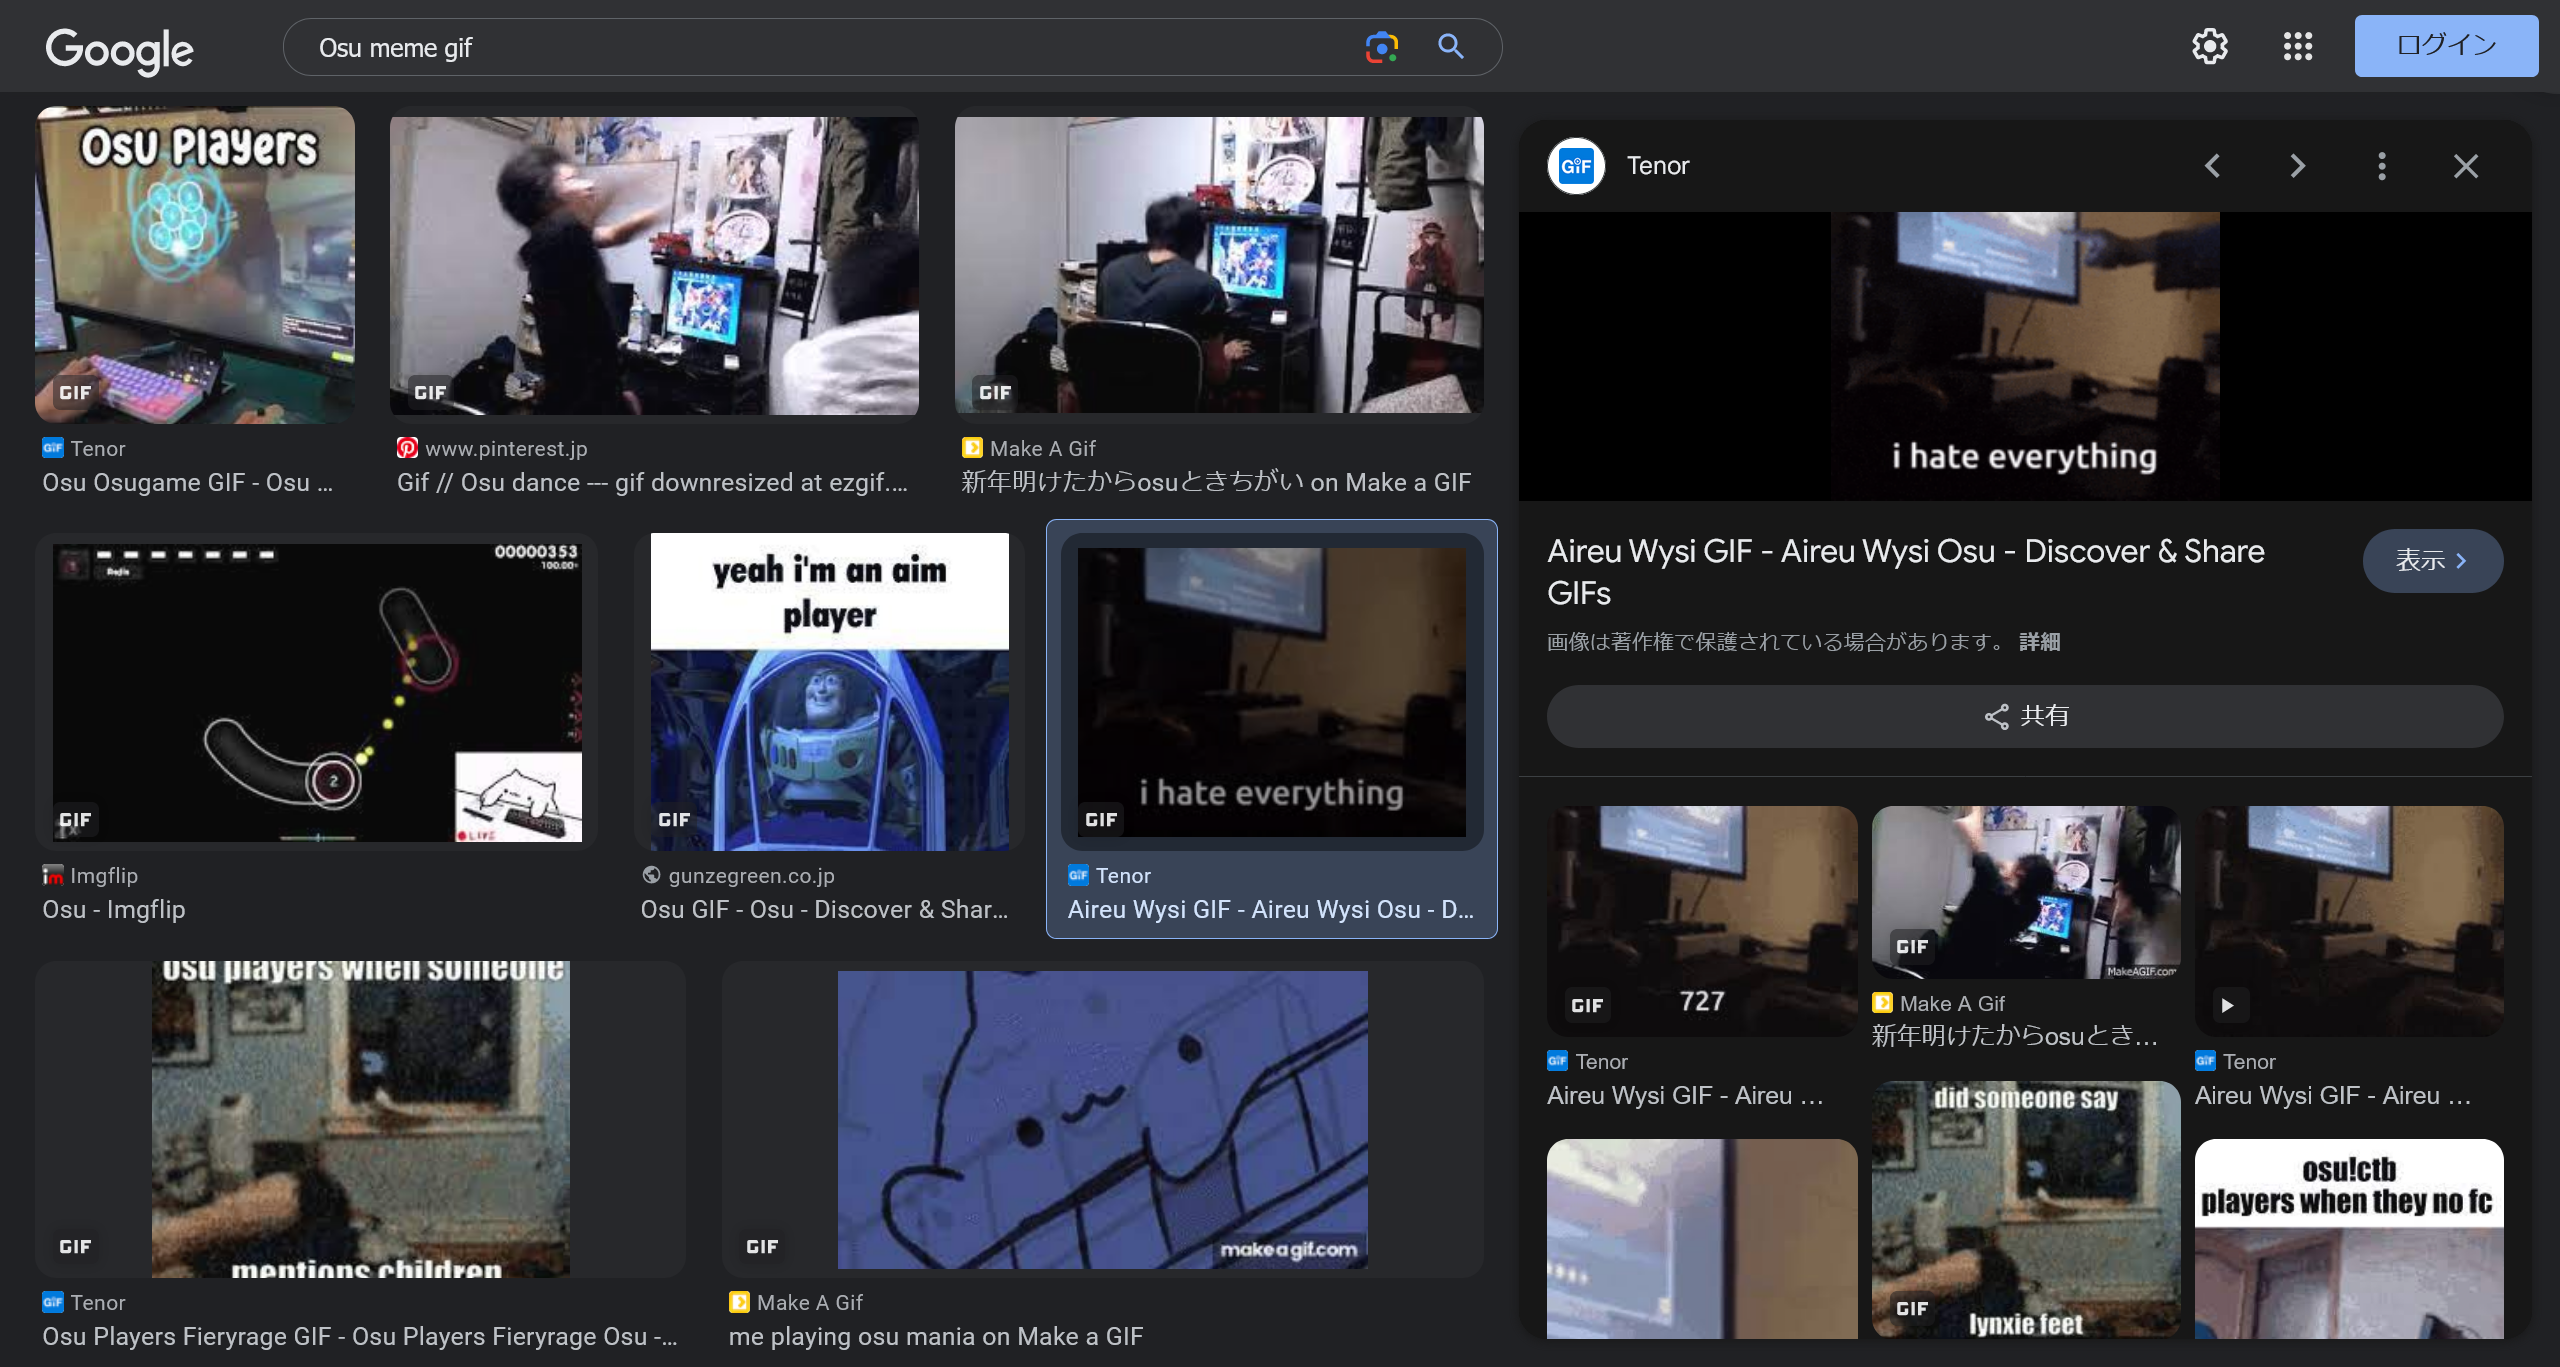 Google
Osu meme gif
ログイン
Osu Players
GIF
Tenor
Osu Osugame GIF - Osu ...
GIF
www.pinterest.jp
Gif // Osu dance --- gif downresized at ezgif....
GIF
Make A Gif
新年明けたからosuときちがい on Make a GIF
00000353
100.00
2
LIVE
GIF
Imgflip
Osu - Imgflip
yeah i'm an aim
player
GIF
gunzegreen.co.jp
Osu GIF - Osu - Discover & Shar...
i hate everything
GIF
Tenor
Aireu Wysi GIF - Aireu Wysi Osu - D...
osu players when someone
mentions children
GIF
Tenor
Osu Players Fieryrage GIF - Osu Players Fieryrage Osu -...
makeagif.com
GIF
Make A Gif
me playing osu mania on Make a GIF
GIF
Tenor
i hate everything
Aireu Wysi GIF - Aireu Wysi Osu - Discover & Share
GIFs
表示
画像は著作権で保護されている場合があります。 詳細
共有
GIF
727
Tenor
Aireu Wysi GIF - Aireu ...
GIF
MakeAGIF.com
Make A Gif
新年明けたからosuとき...
Tenor
Aireu Wysi GIF - Aireu ...
did someone say
lynxie feet
GIF
osu!ctb
players when they no fc